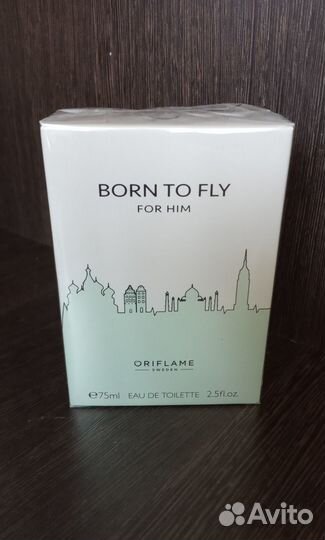 BORN TO FLY
FOR HIM
ORIFLAME
SWEDEN
℮75ml EAU DE TOILETTE 2.5fl.oz.
Avito